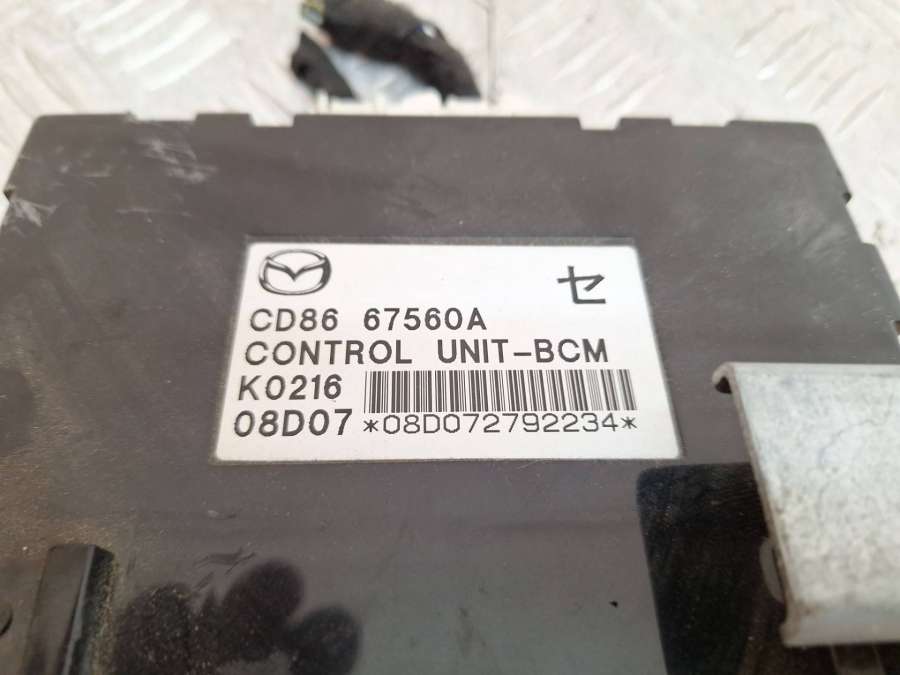 セ
CD86 67560A
CONTROL UNIT-BCM
K0216
08D07 *08D072792234*